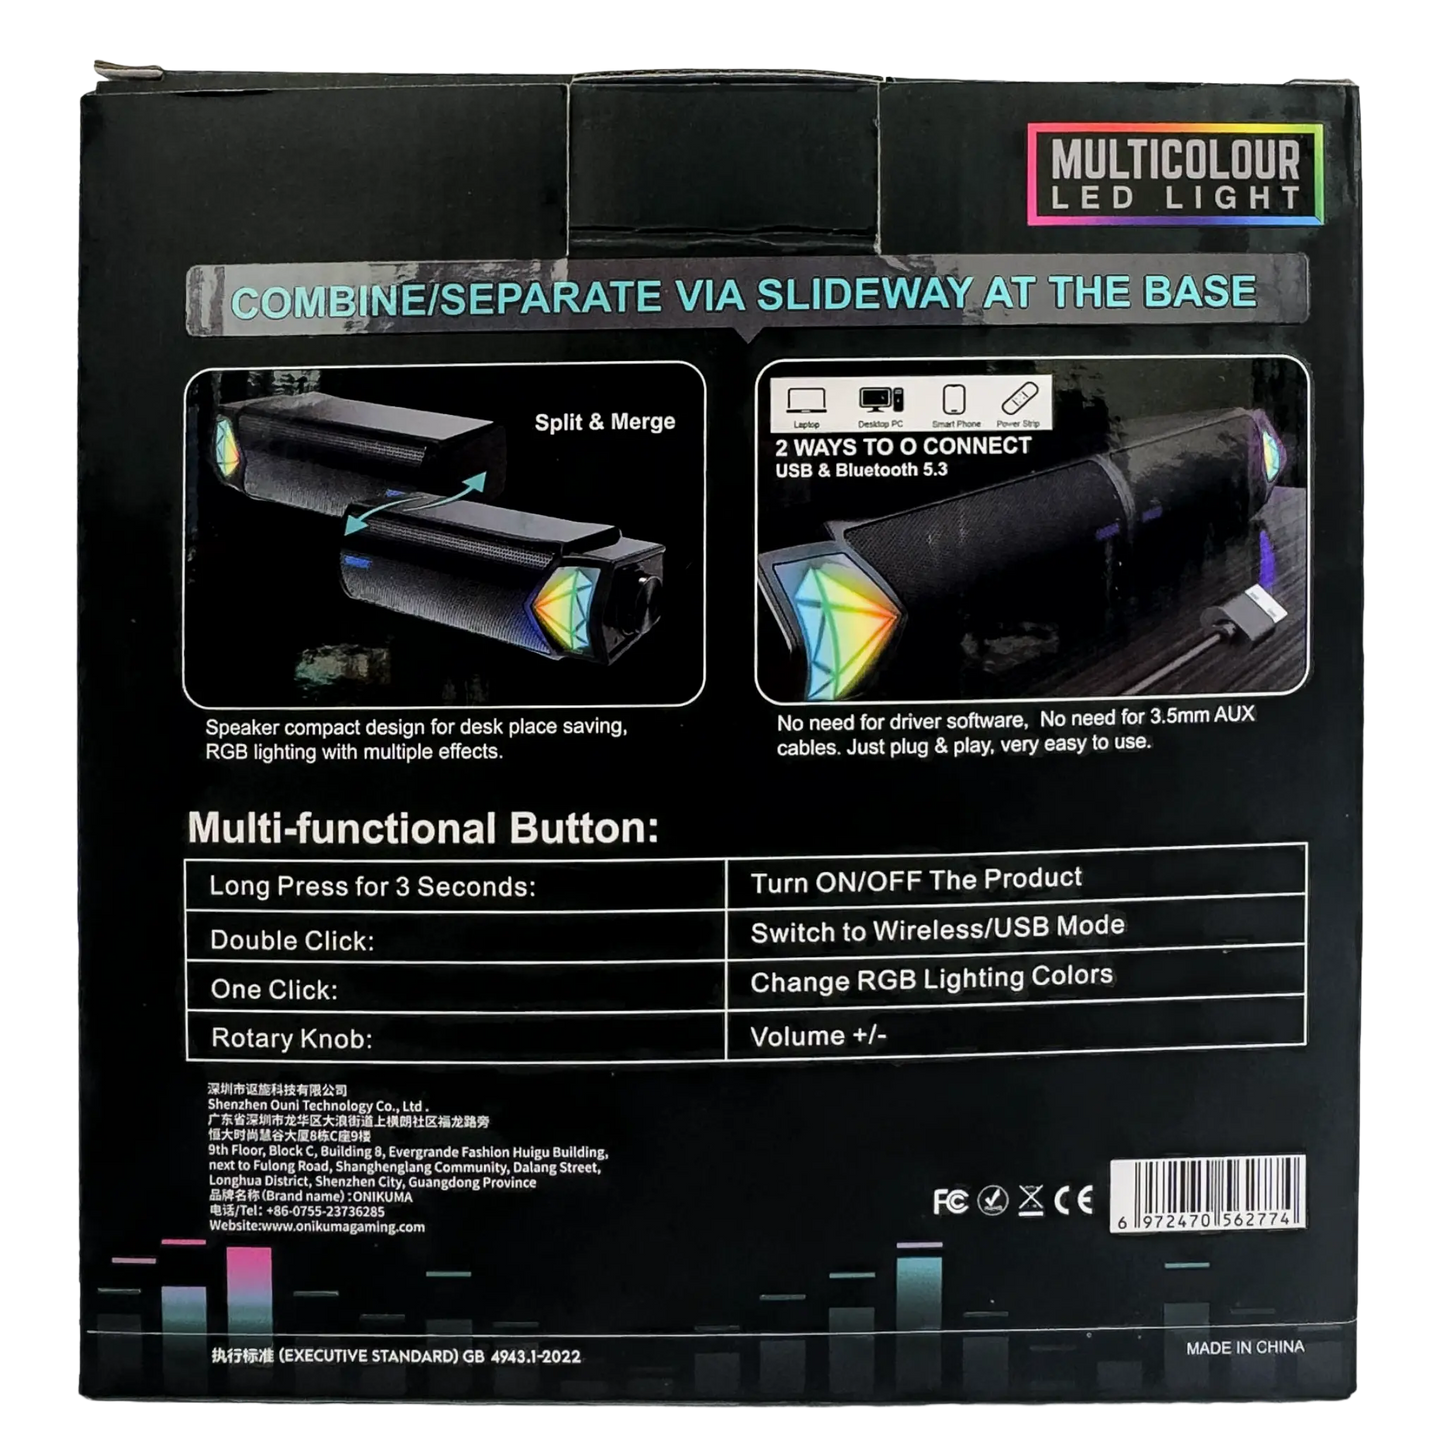 MULTICOLOUR
LED LIGHT
COMBINE/SEPARATE VIA SLIDEWAY AT THE BASE
Split & Merge
Laptop Desktop PC Smart Phone Power Strip
2 WAYS TO O CONNECT
USB & Bluetooth 5.3
Speaker compact design for desk place saving,
RGB lighting with multiple effects.
No need for driver software, No need for 3.5mm AUX
cables. Just plug & play, very easy to use.
Multi-functional Button:
Long Press for 3 Seconds: Turn ON/OFF The Product
Double Click: Switch to Wireless/USB Mode
One Click: Change RGB Lighting Colors
Rotary Knob: Volume +/-
深圳市讴旎科技有限公司
Shenzhen Ouni Technology Co., Ltd .
广东省深圳市龙华区大浪街道上横朗社区福龙路旁
恒大时尚慧谷大厦8栋C座9楼
9th Floor, Block C, Building 8, Evergrande Fashion Huigu Building,
next to Fulong Road, Shanghenglang Community, Dalang Street,
Longhua District, Shenzhen City, Guangdong Province
品牌名称(Brand name):ONIKUMA
电话/Tel: +86-0755-23736285
Website:www.onikumagaming.com
FC CE
6 972470 562774
执行标准 (EXECUTIVE STANDARD) GB 4943.1-2022
MADE IN CHINA